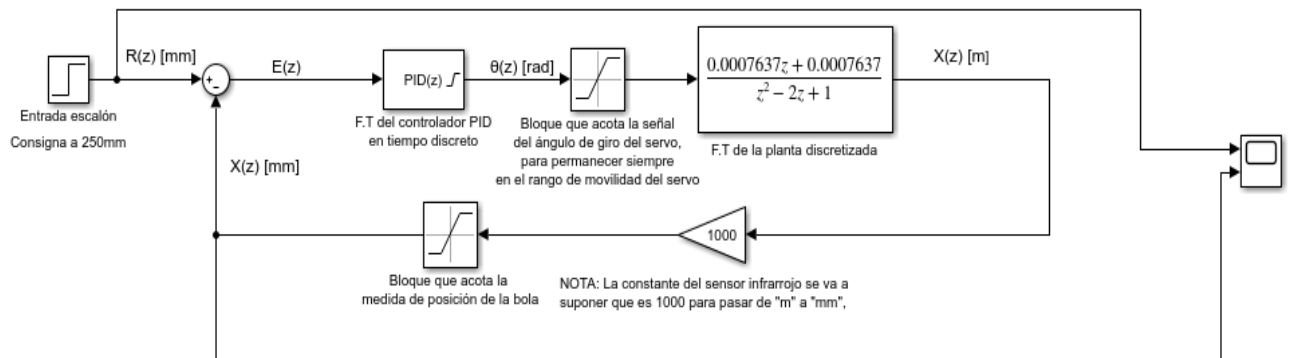 R(z) [mm]
E(z)
PID(z)
θ(z) [rad]
0.0007637z + 0.0007637
z² − 2z + 1
X(z) [m]
+
-
Entrada escalón
Consigna a 250mm
F.T del controlador PID
en tiempo discreto
Bloque que acota la señal
del ángulo de giro del servo,
para permanecer siempre
en el rango de movilidad del servo
F.T de la planta discretizada
X(z) [mm]
1000
Bloque que acota la
medida de posición de la bola
NOTA: La constante del sensor infrarrojo se va a
suponer que es 1000 para pasar de "m" a "mm",